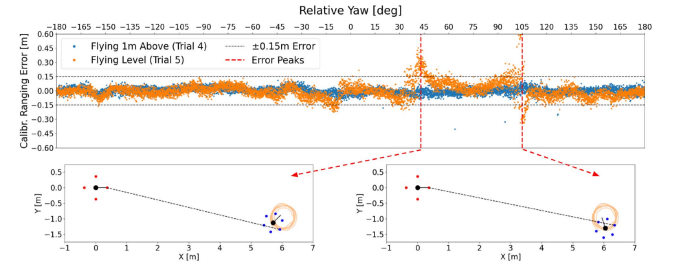 Relative Yaw [deg]
−180 −165 −150 −135 −120 −105 −90 −75 −60 −45 −30 −15 0 15 30 45 60 75 90 105 120 135 150 165 180
Calibr. Ranging Error [m]
0.60
0.45
0.30
0.15
0.00
−0.15
−0.30
−0.45
−0.60
Flying 1m Above (Trial 4)
Flying Level (Trial 5)
±0.15m Error
Error Peaks
Y [m]
0.5
0.0
−0.5
−1.0
−1.5
−1 0 1 2 3 4 5 6 7
X [m]
Y [m]
0.5
0.0
−0.5
−1.0
−1.5
−1 0 1 2 3 4 5 6 7
X [m]